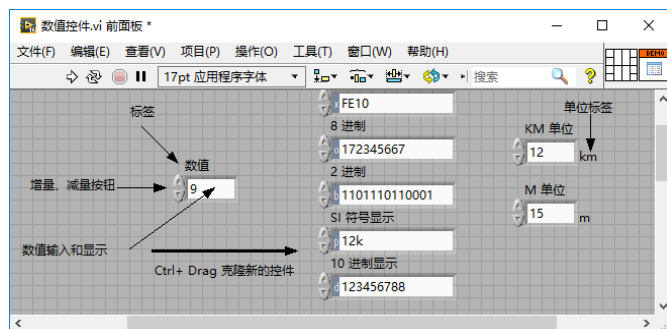 数值控件.vi 前面板 *
文件(F) 编辑(E) 查看(V) 项目(P) 操作(O) 工具(T) 窗口(W) 帮助(H)
17pt 应用程序字体
搜索
DEMO
标签
数值
9
增量、减量按钮
数值输入和显示
Ctrl+ Drag 克隆新的控件
x FE10
8 进制
o 172345667
2 进制
b 1101110110001
SI 符号显示
p 12k
10 进制显示
d 123456788
单位标签
KM 单位
12 km
M 单位
15 m